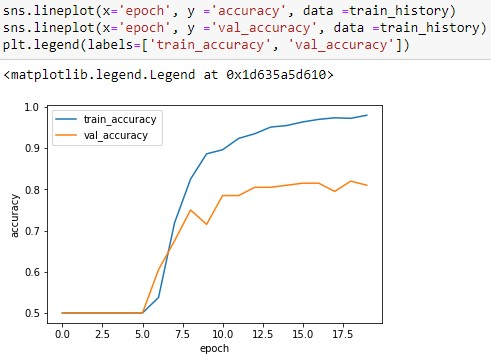 sns.lineplot(x='epoch', y ='accuracy', data =train_history)
sns.lineplot(x='epoch', y ='val_accuracy', data =train_history)
plt.legend(labels=['train_accuracy', 'val_accuracy'])
<matplotlib.legend.Legend at 0x1d635a5d610>
train_accuracy
val_accuracy
1.0
0.9
0.8
0.7
0.6
0.5
accuracy
0.0 2.5 5.0 7.5 10.0 12.5 15.0 17.5
epoch